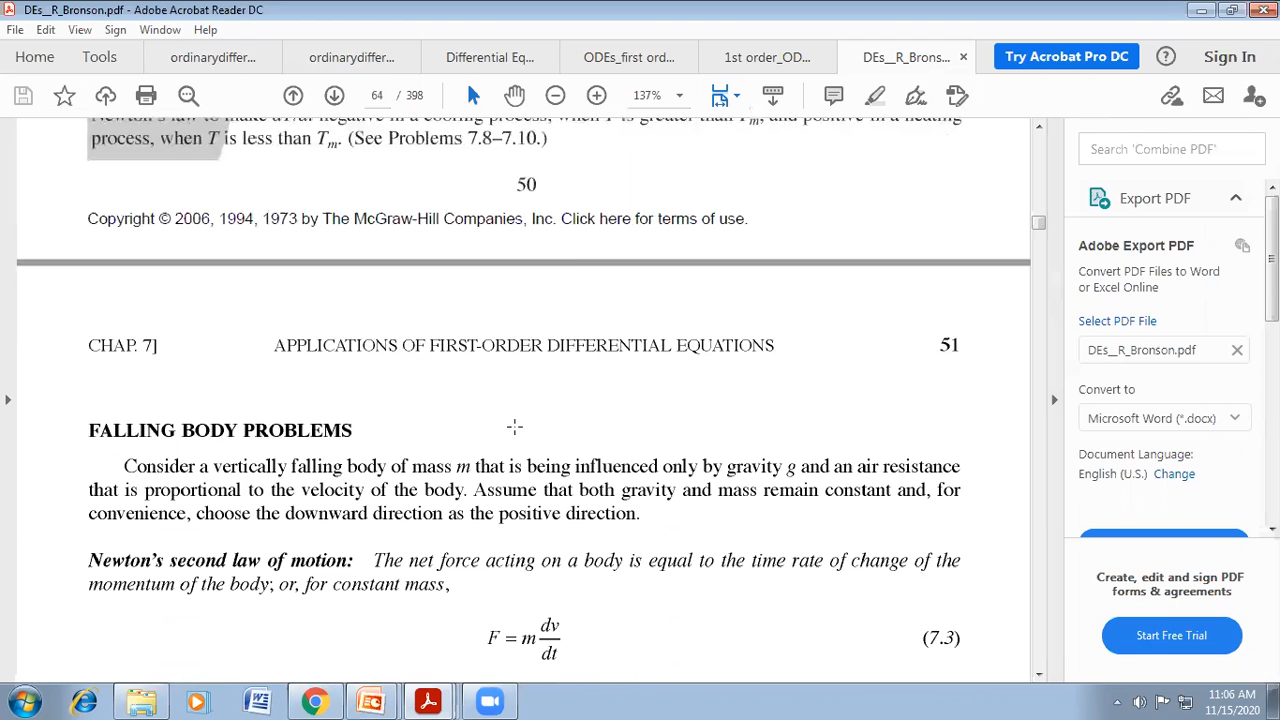 DEs__R_Bronson.pdf - Adobe Acrobat Reader DC
File Edit View Sign Window Help
Home Tools ordinarydiffer... ordinarydiffer... Differential Eq... ODEs_first ord... 1st order_OD... DEs__R_Brons... × Try Acrobat Pro DC Sign In
64 / 398 137%
Newton's law to make dT/dt negative in a cooling process, when T is greater than Tm, and positive in a heating
process, when T is less than Tm. (See Problems 7.8–7.10.)
50
Copyright © 2006, 1994, 1973 by The McGraw-Hill Companies, Inc. Click here for terms of use.
CHAP. 7] APPLICATIONS OF FIRST-ORDER DIFFERENTIAL EQUATIONS 51
FALLING BODY PROBLEMS
Consider a vertically falling body of mass m that is being influenced only by gravity g and an air resistance
that is proportional to the velocity of the body. Assume that both gravity and mass remain constant and, for
convenience, choose the downward direction as the positive direction.
Newton's second law of motion: The net force acting on a body is equal to the time rate of change of the
momentum of the body; or, for constant mass,
F = m dv/dt (7.3)
Search 'Combine PDF'
Export PDF
Adobe Export PDF
Convert PDF Files to Word
or Excel Online
Select PDF File
DEs__R_Bronson.pdf
Convert to
Microsoft Word (*.docx)
Document Language:
English (U.S.) Change
Create, edit and sign PDF
forms & agreements
Start Free Trial
11:06 AM
11/15/2020